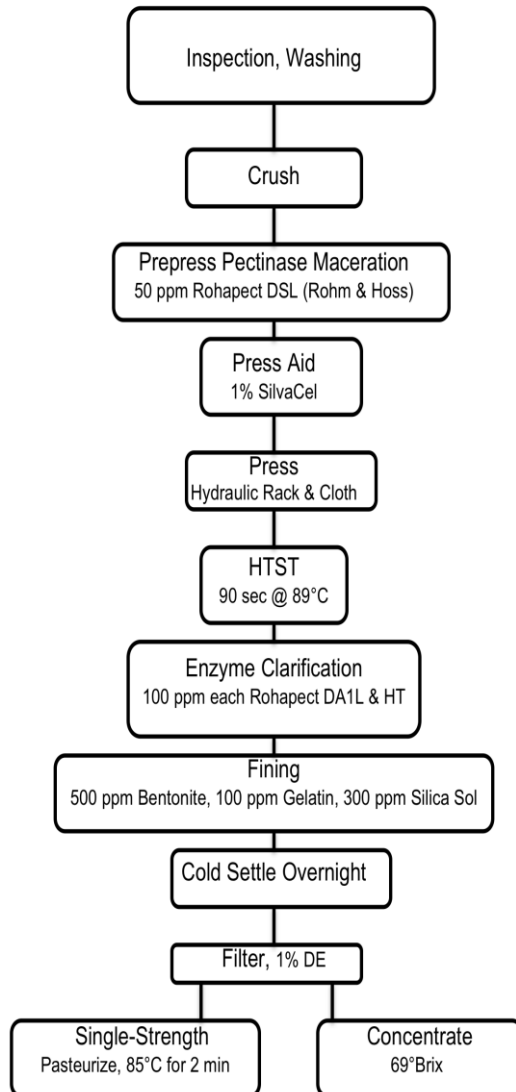 Inspection, Washing
Crush
Prepress Pectinase Maceration
50 ppm Rohapect DSL (Rohm & Hoss)
Press Aid
1% SilvaCel
Press
Hydraulic Rack & Cloth
HTST
90 sec @ 89°C
Enzyme Clarification
100 ppm each Rohapect DA1L & HT
Fining
500 ppm Bentonite, 100 ppm Gelatin, 300 ppm Silica Sol
Cold Settle Overnight
Filter, 1% DE
Single-Strength
Pasteurize, 85°C for 2 min
Concentrate
69°Brix